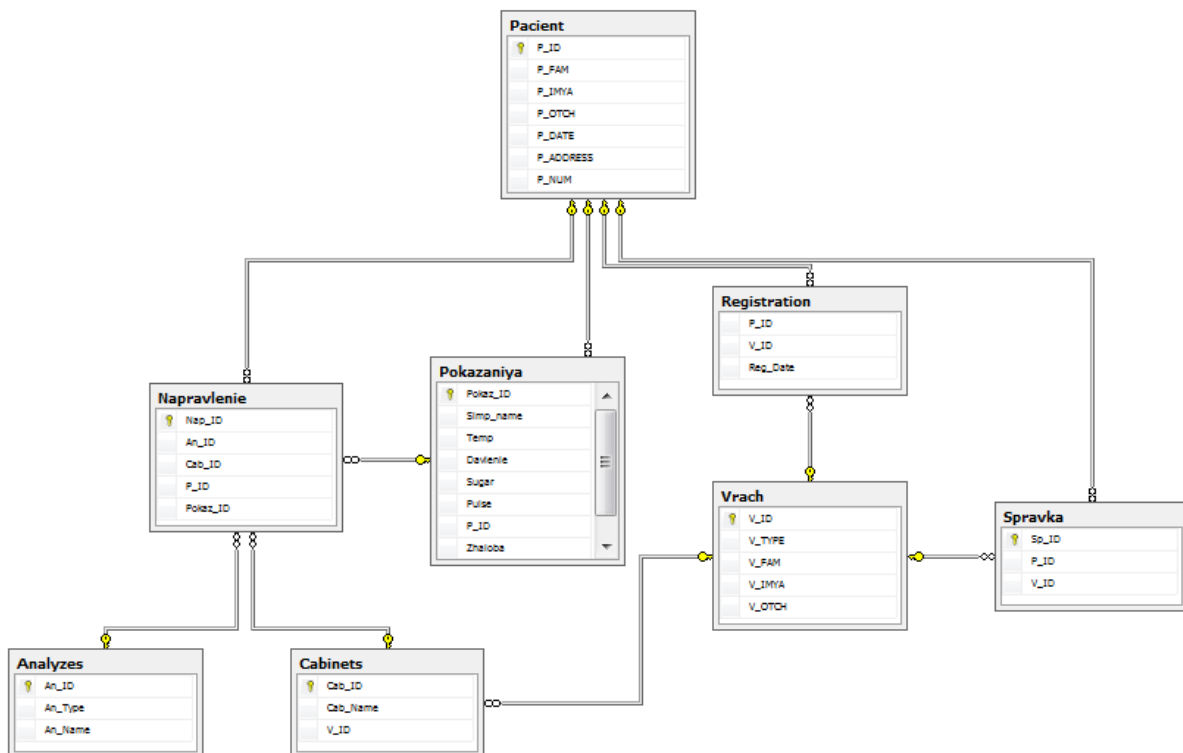 Pacient
P_ID
P_FAM
P_IMYA
P_OTCH
P_DATE
P_ADDRESS
P_NUM
Registration
P_ID
V_ID
Reg_Date
Pokazaniya
Pokaz_ID
Simp_name
Temp
Davlenie
Sugar
Pulse
P_ID
Zhaloba
Napravlenie
Nap_ID
An_ID
Cab_ID
P_ID
Pokaz_ID
Vrach
V_ID
V_TYPE
V_FAM
V_IMYA
V_OTCH
Spravka
Sp_ID
P_ID
V_ID
Analyzes
An_ID
An_Type
An_Name
Cabinets
Cab_ID
Cab_Name
V_ID